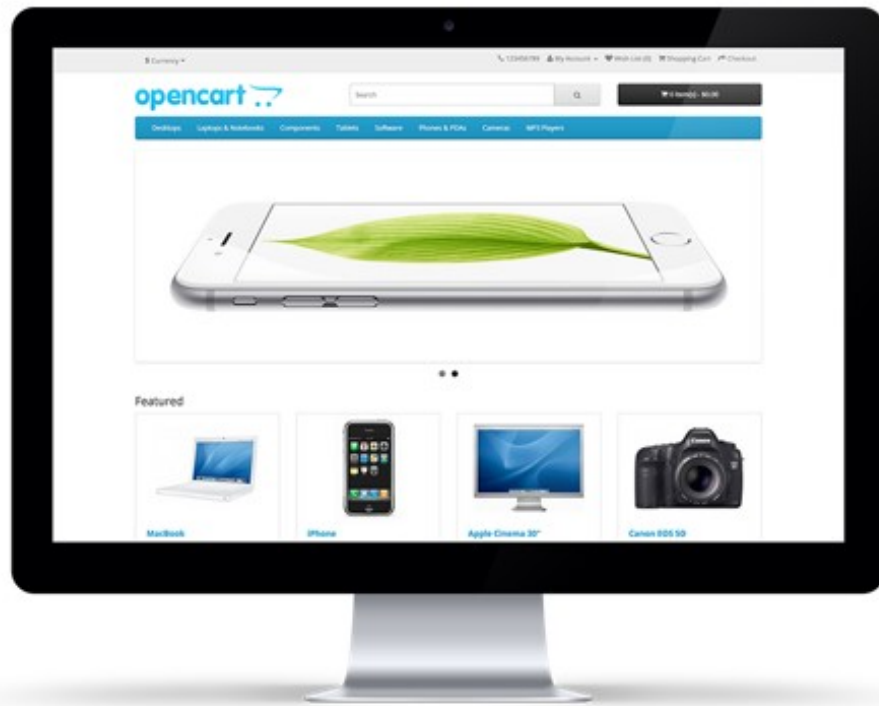 $ Currency
123456789 My Account Wish List (0) Shopping Cart Checkout
opencart
Search
0 item(s) - $0.00
Desktops Laptops & Notebooks Components Tablets Software Phones & PDAs Cameras MP3 Players
Featured
MacBook iPhone Apple Cinema 30" Canon EOS 5D
Canon